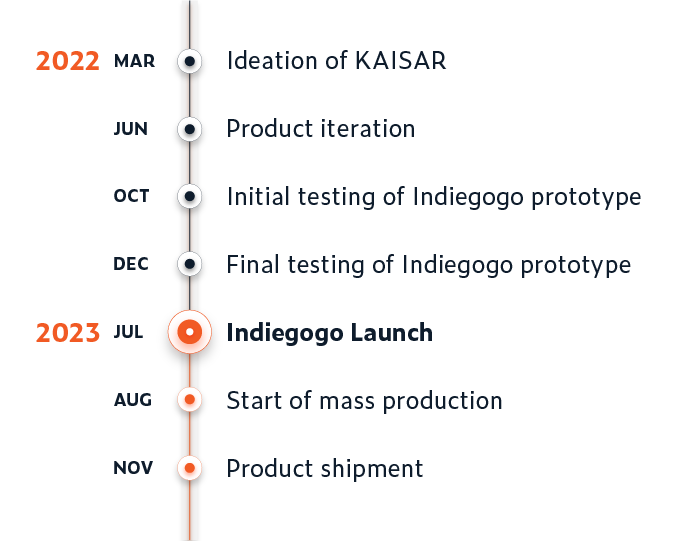 2022 MAR Ideation of KAISAR
JUN Product iteration
OCT Initial testing of Indiegogo prototype
DEC Final testing of Indiegogo prototype
2023 JUL Indiegogo Launch
AUG Start of mass production
NOV Product shipment